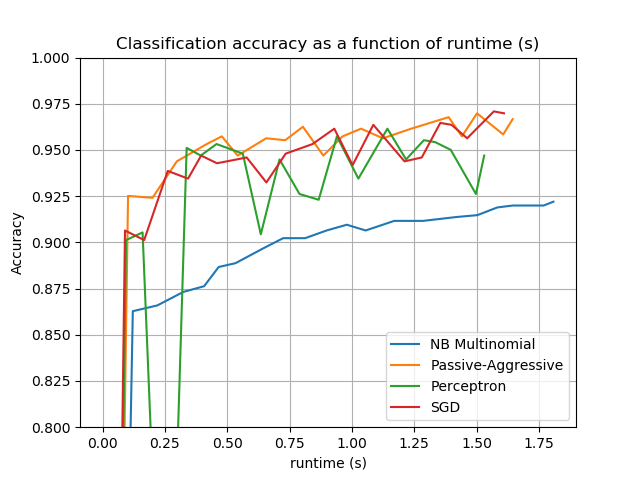 Classification accuracy as a function of runtime (s)
1.000
0.975
0.950
0.925
0.900
0.875
0.850
0.825
0.800
Accuracy
NB Multinomial
Passive-Aggressive
Perceptron
SGD
0.00 0.25 0.50 0.75 1.00 1.25 1.50 1.75
runtime (s)